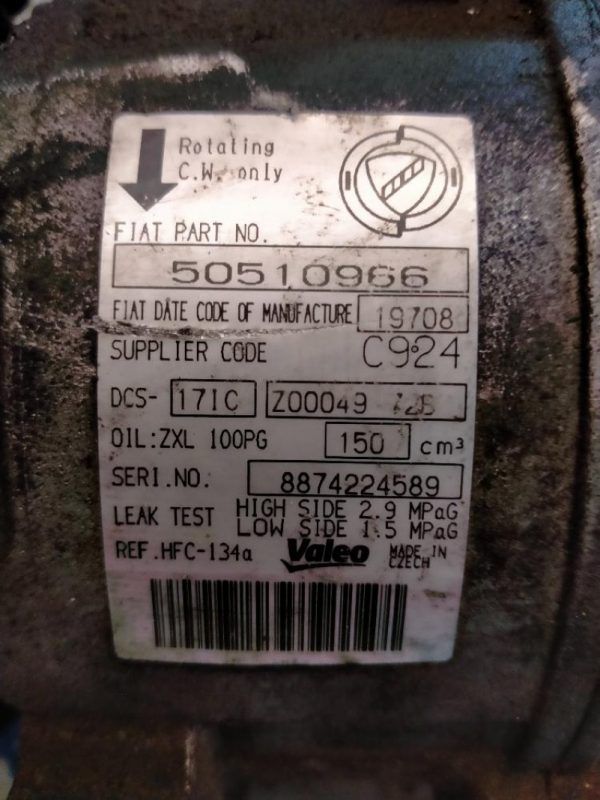 Rotating
C.W. only
FIAT PART NO.
50510966
FIAT DATE CODE OF MANUFACTURE 19708
SUPPLIER CODE C924
DCS- 17IC Z00049
OIL:ZXL 100PG 150 cm³
SERI.NO. 8874224589
LEAK TEST HIGH SIDE 2.9 MPaG
LOW SIDE 1.5 MPaG
REF.HFC-134a Valeo MADE IN
CZECH